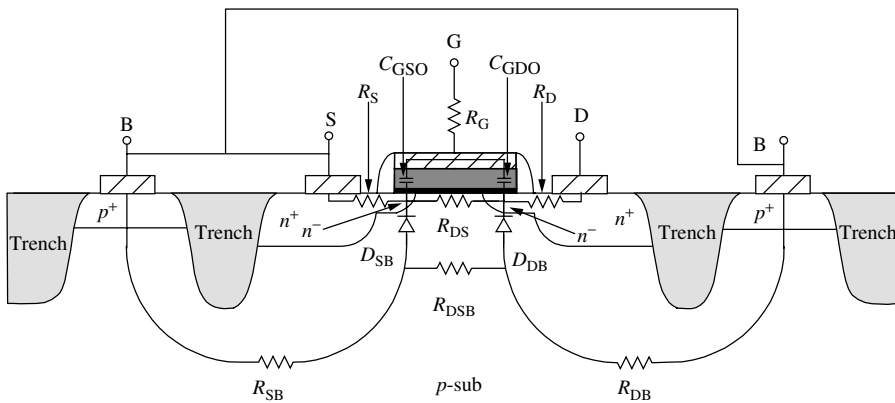 G
C_GSO
C_GDO
R_S
R_G
R_D
B
S
D
B
p+
n+
n−
R_DS
n−
n+
p+
Trench
Trench
Trench
Trench
D_SB
D_DB
R_DSB
R_SB
p-sub
R_DB